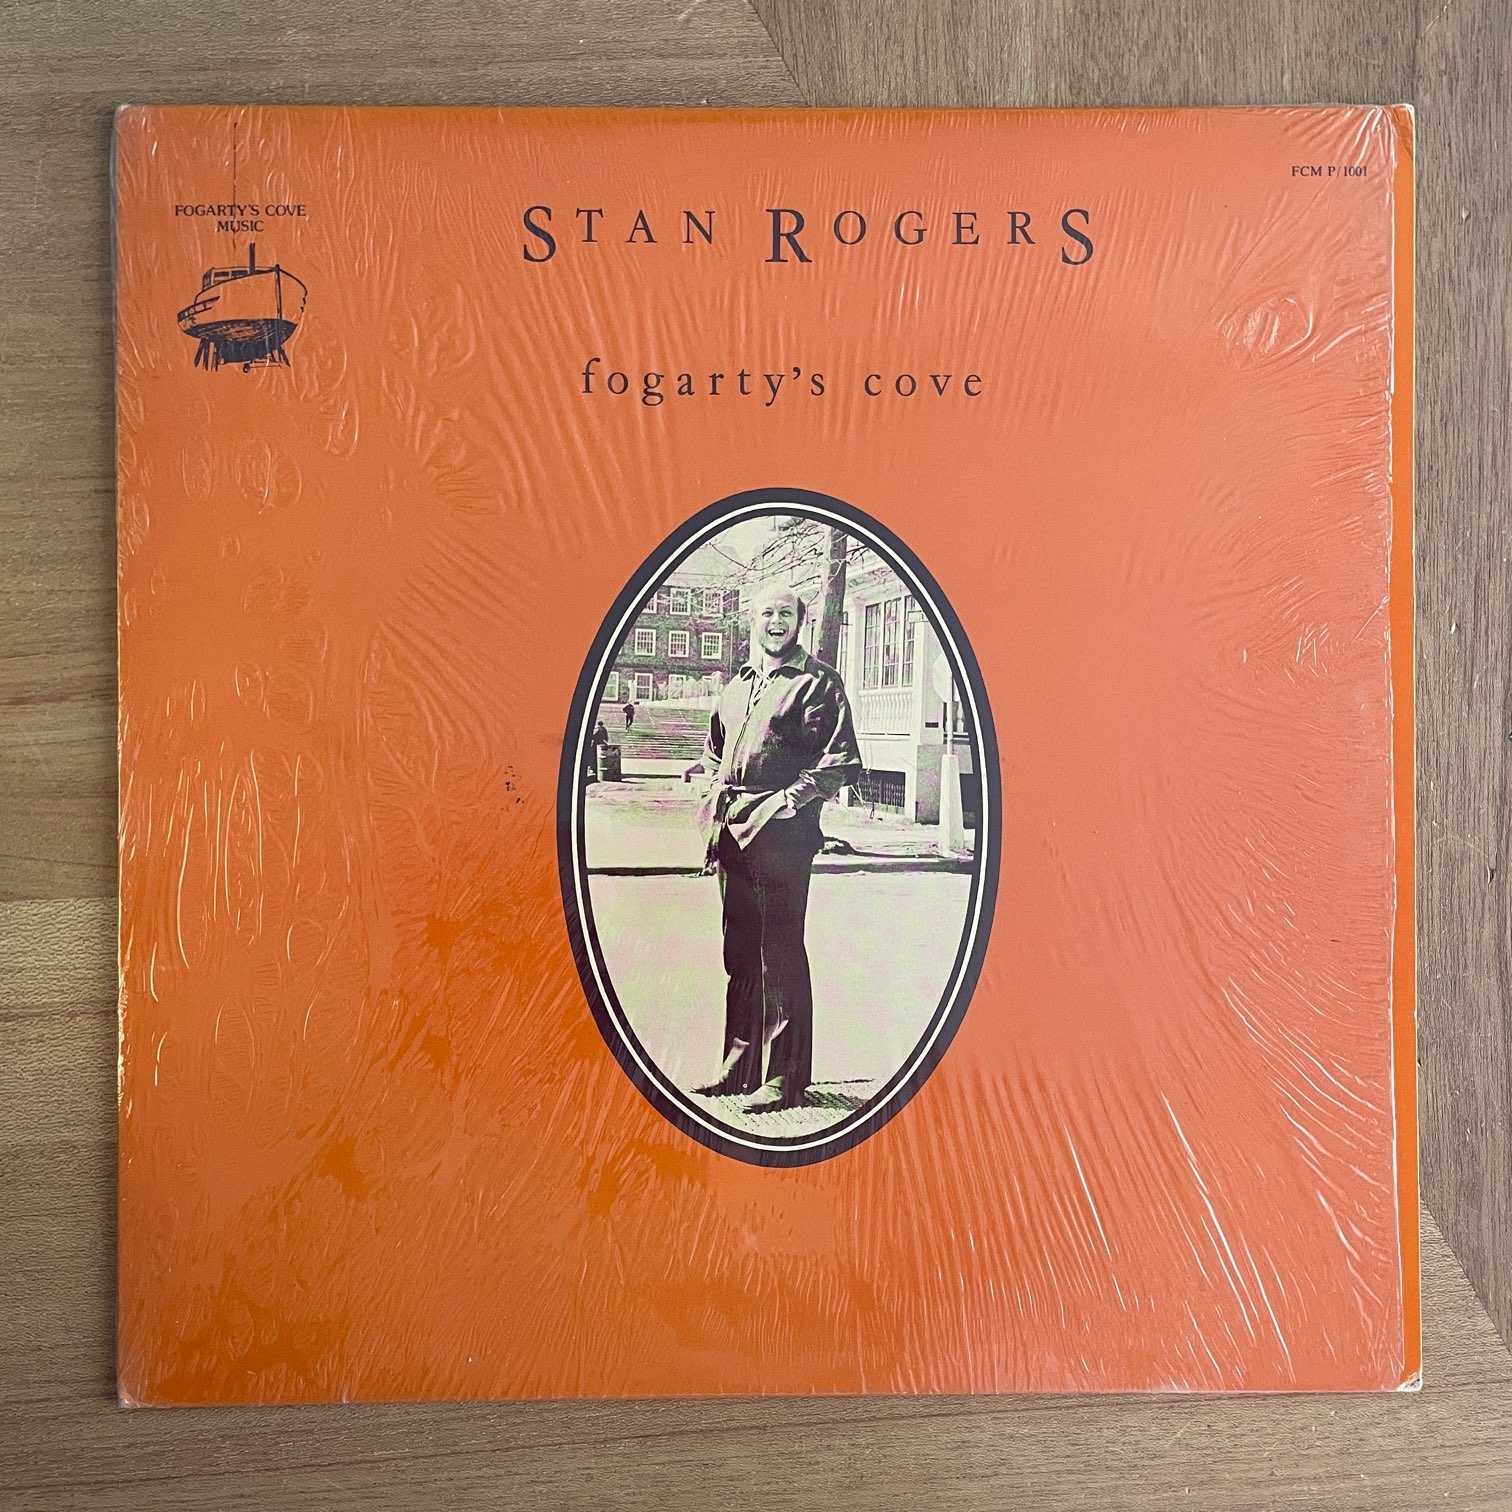 FCM P/1001
FOGARTY'S COVE
MUSIC
STAN ROGERS
fogarty's cove